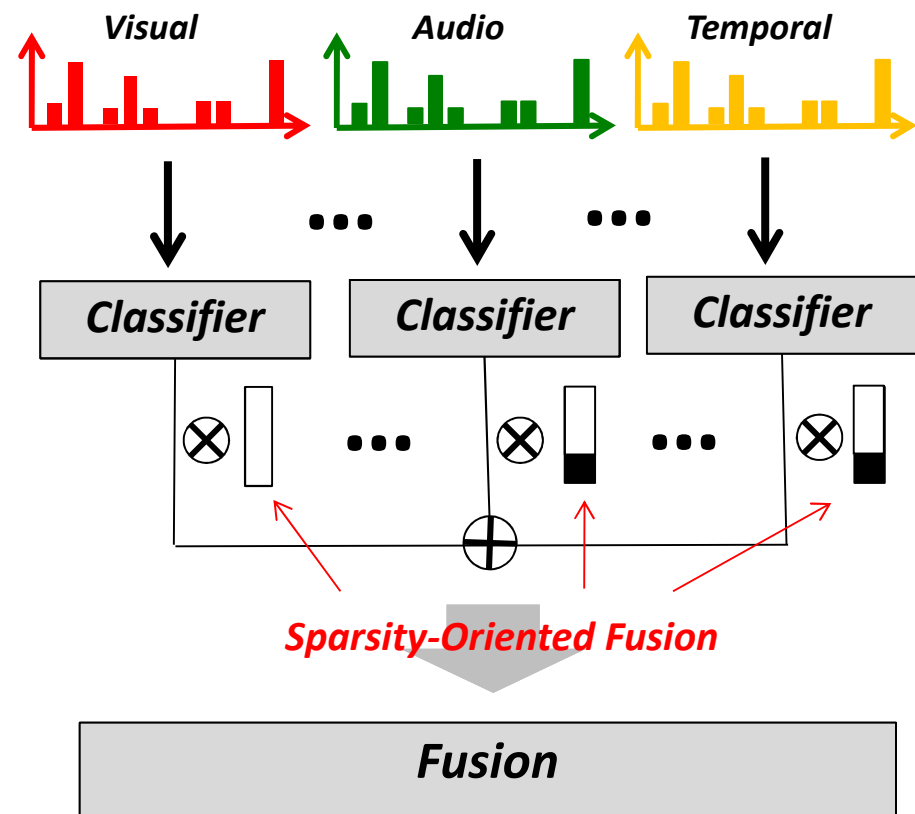 Visual
Audio
Temporal
Classifier
Classifier
Classifier
Sparsity-Oriented Fusion
Fusion